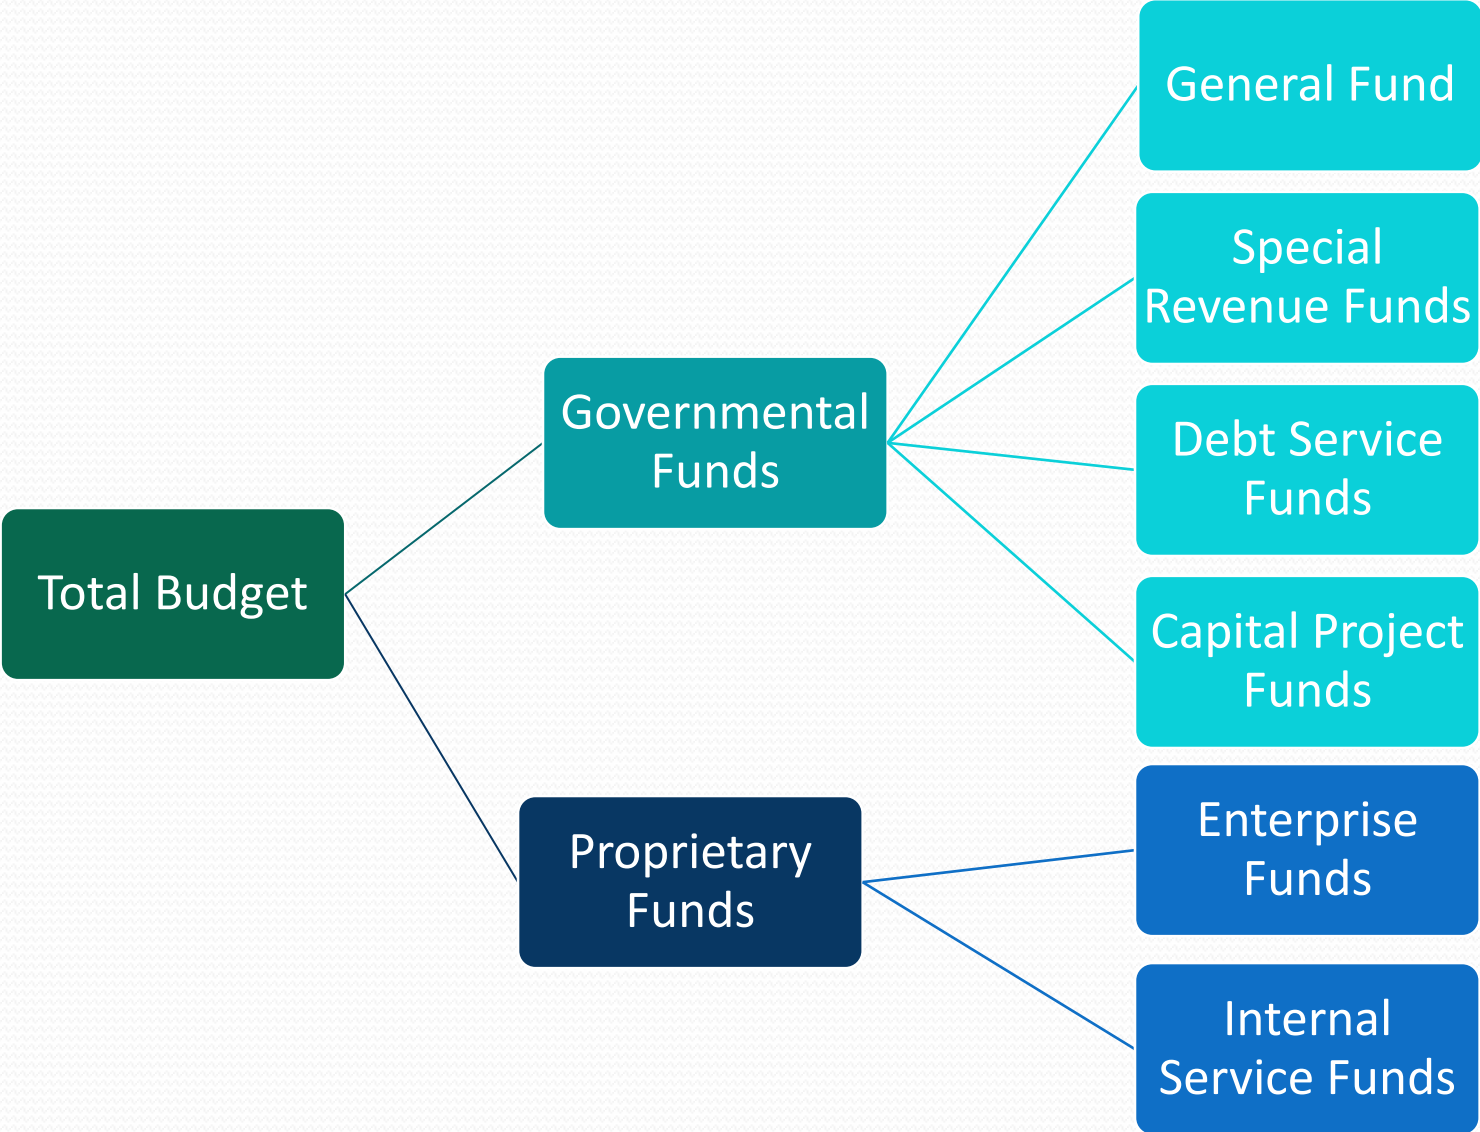 Total Budget
Governmental
Funds
General Fund
Special
Revenue Funds
Debt Service
Funds
Capital Project
Funds
Proprietary
Funds
Enterprise
Funds
Internal
Service Funds